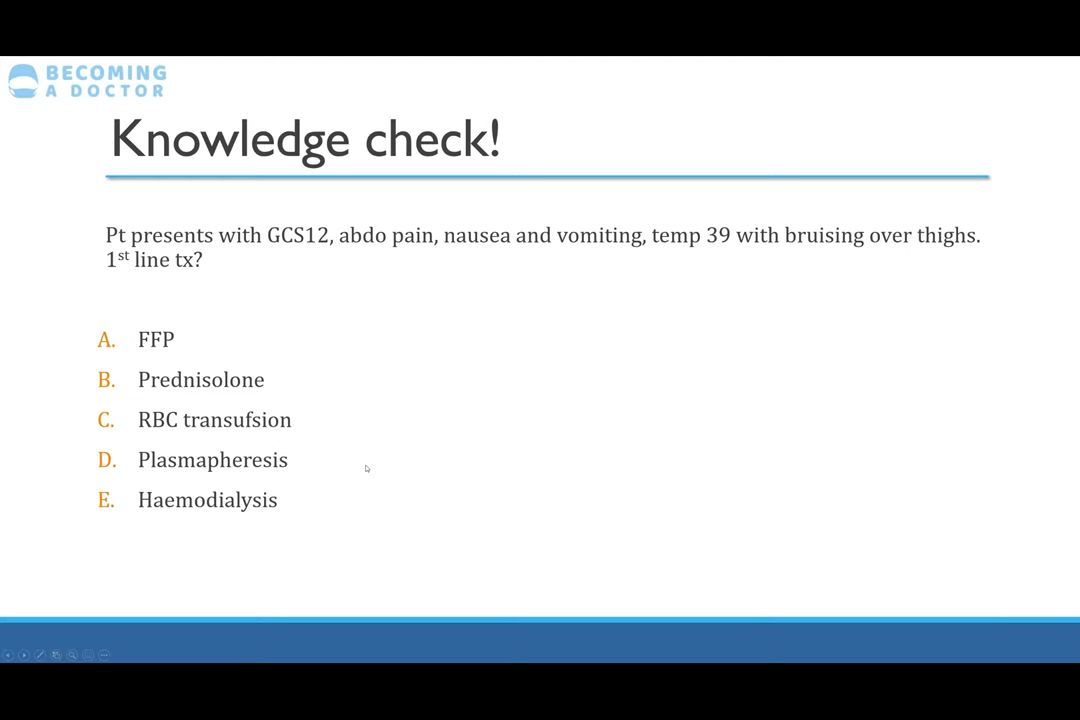 BECOMING
A DOCTOR
Knowledge check!
Pt presents with GCS12, abdo pain, nausea and vomiting, temp 39 with bruising over thighs.
1st line tx?
A. FFP
B. Prednisolone
C. RBC transufsion
D. Plasmapheresis
E. Haemodialysis